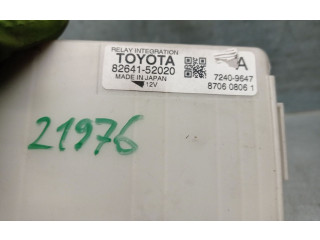 RELAY INTEGRATION
TOYOTA
82641-52020
MADE IN JAPAN
12V
A
7240-9647
8706 0806 1
21976